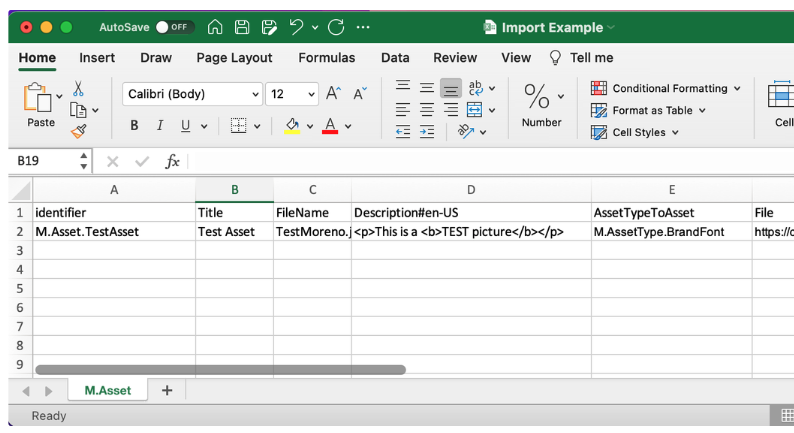 AutoSave OFF Import Example
Home Insert Draw Page Layout Formulas Data Review View Tell me
Paste Calibri (Body) 12 A A B I U ab Number Conditional Formatting Format as Table Cell Styles Cell
B19 fx
A B C D E
1 identifier Title FileName Description#en-US AssetTypeToAsset File
2 M.Asset.TestAsset Test Asset TestMoreno.j <p>This is a <b>TEST picture</b></p> M.AssetType.BrandFont https://
3
4
5
6
7
8
9
M.Asset +
Ready